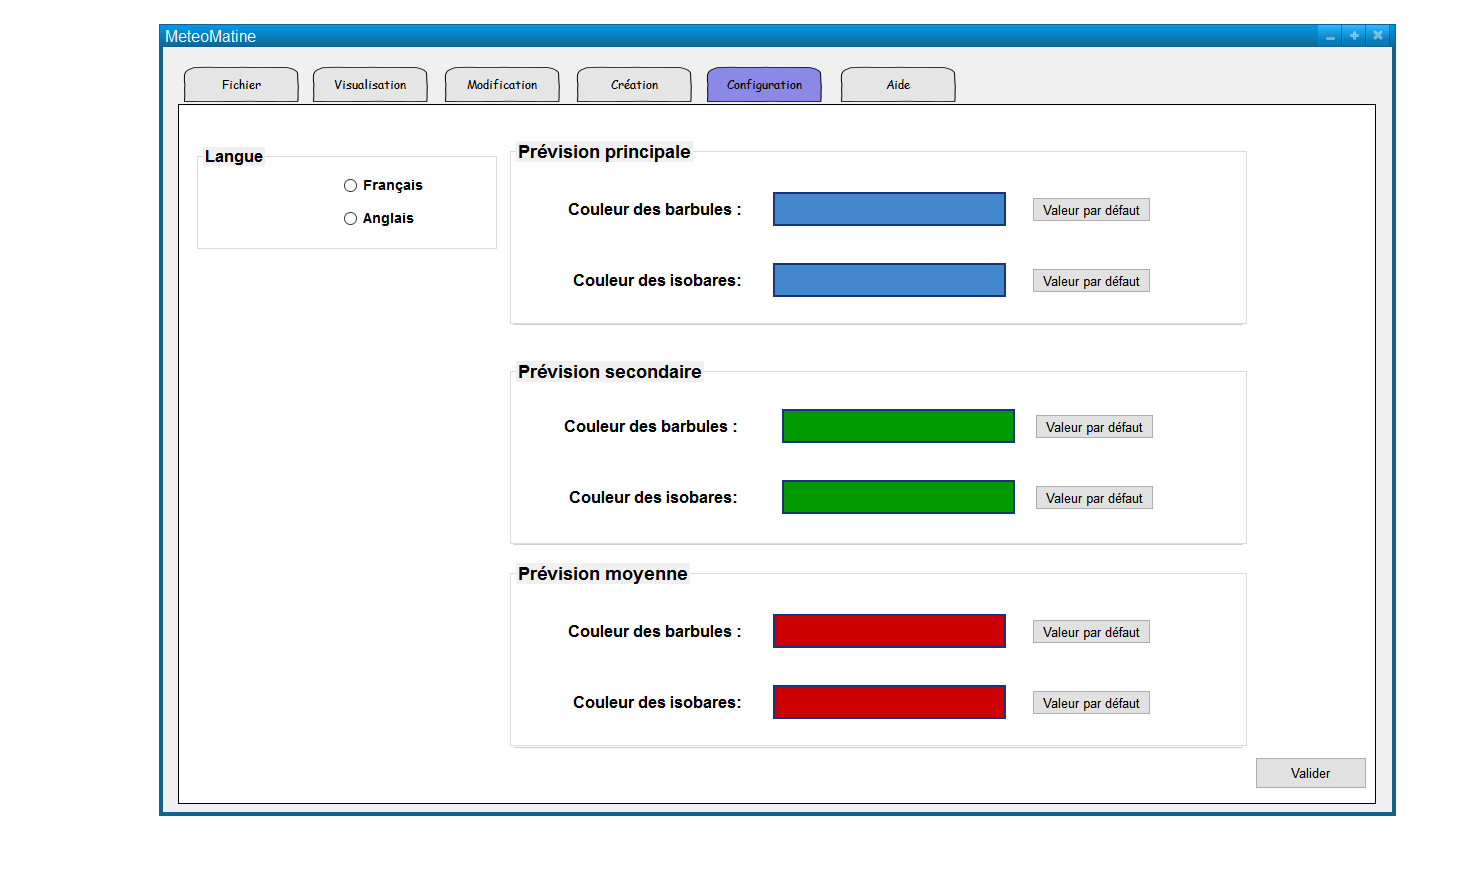 MeteoMatine
Fichier
Visualisation
Modification
Création
Configuration
Aide
Langue
Français
Anglais
Prévision principale
Couleur des barbules :
Valeur par défaut
Couleur des isobares:
Valeur par défaut
Prévision secondaire
Couleur des barbules :
Valeur par défaut
Couleur des isobares:
Valeur par défaut
Prévision moyenne
Couleur des barbules :
Valeur par défaut
Couleur des isobares:
Valeur par défaut
Valider